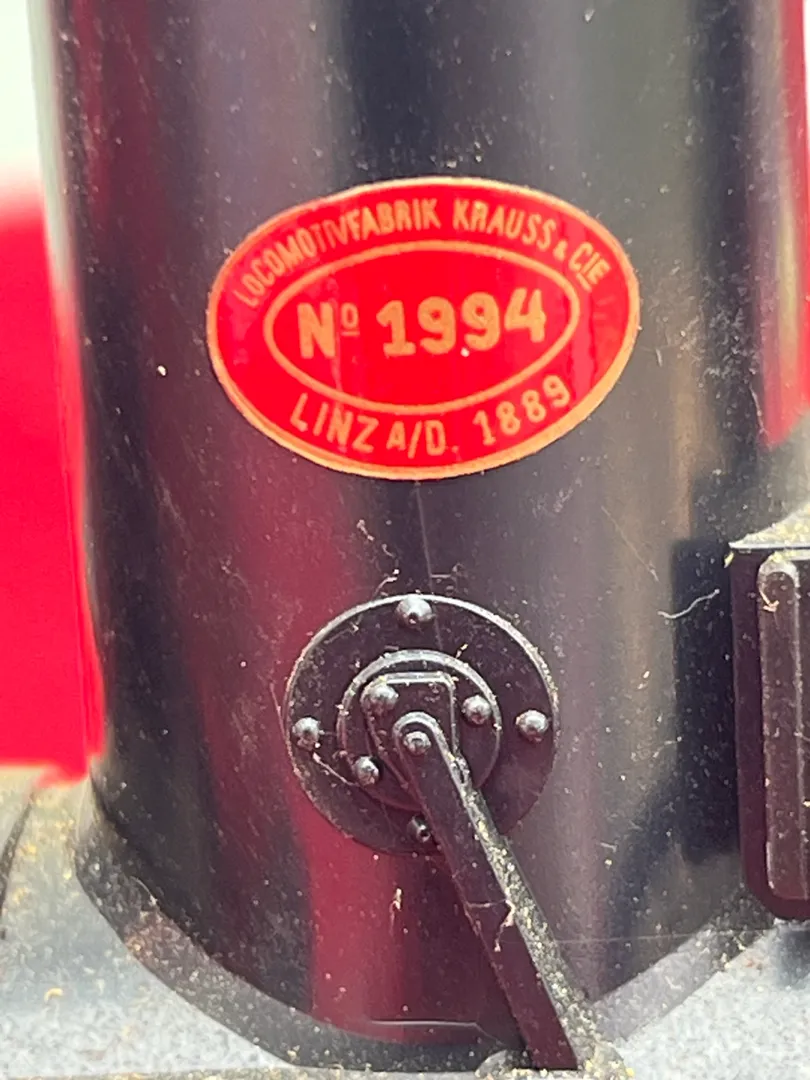 LOCOMOTIVFABRIK KRAUSS & CIE
Nº 1994
LINZ A/D. 1889